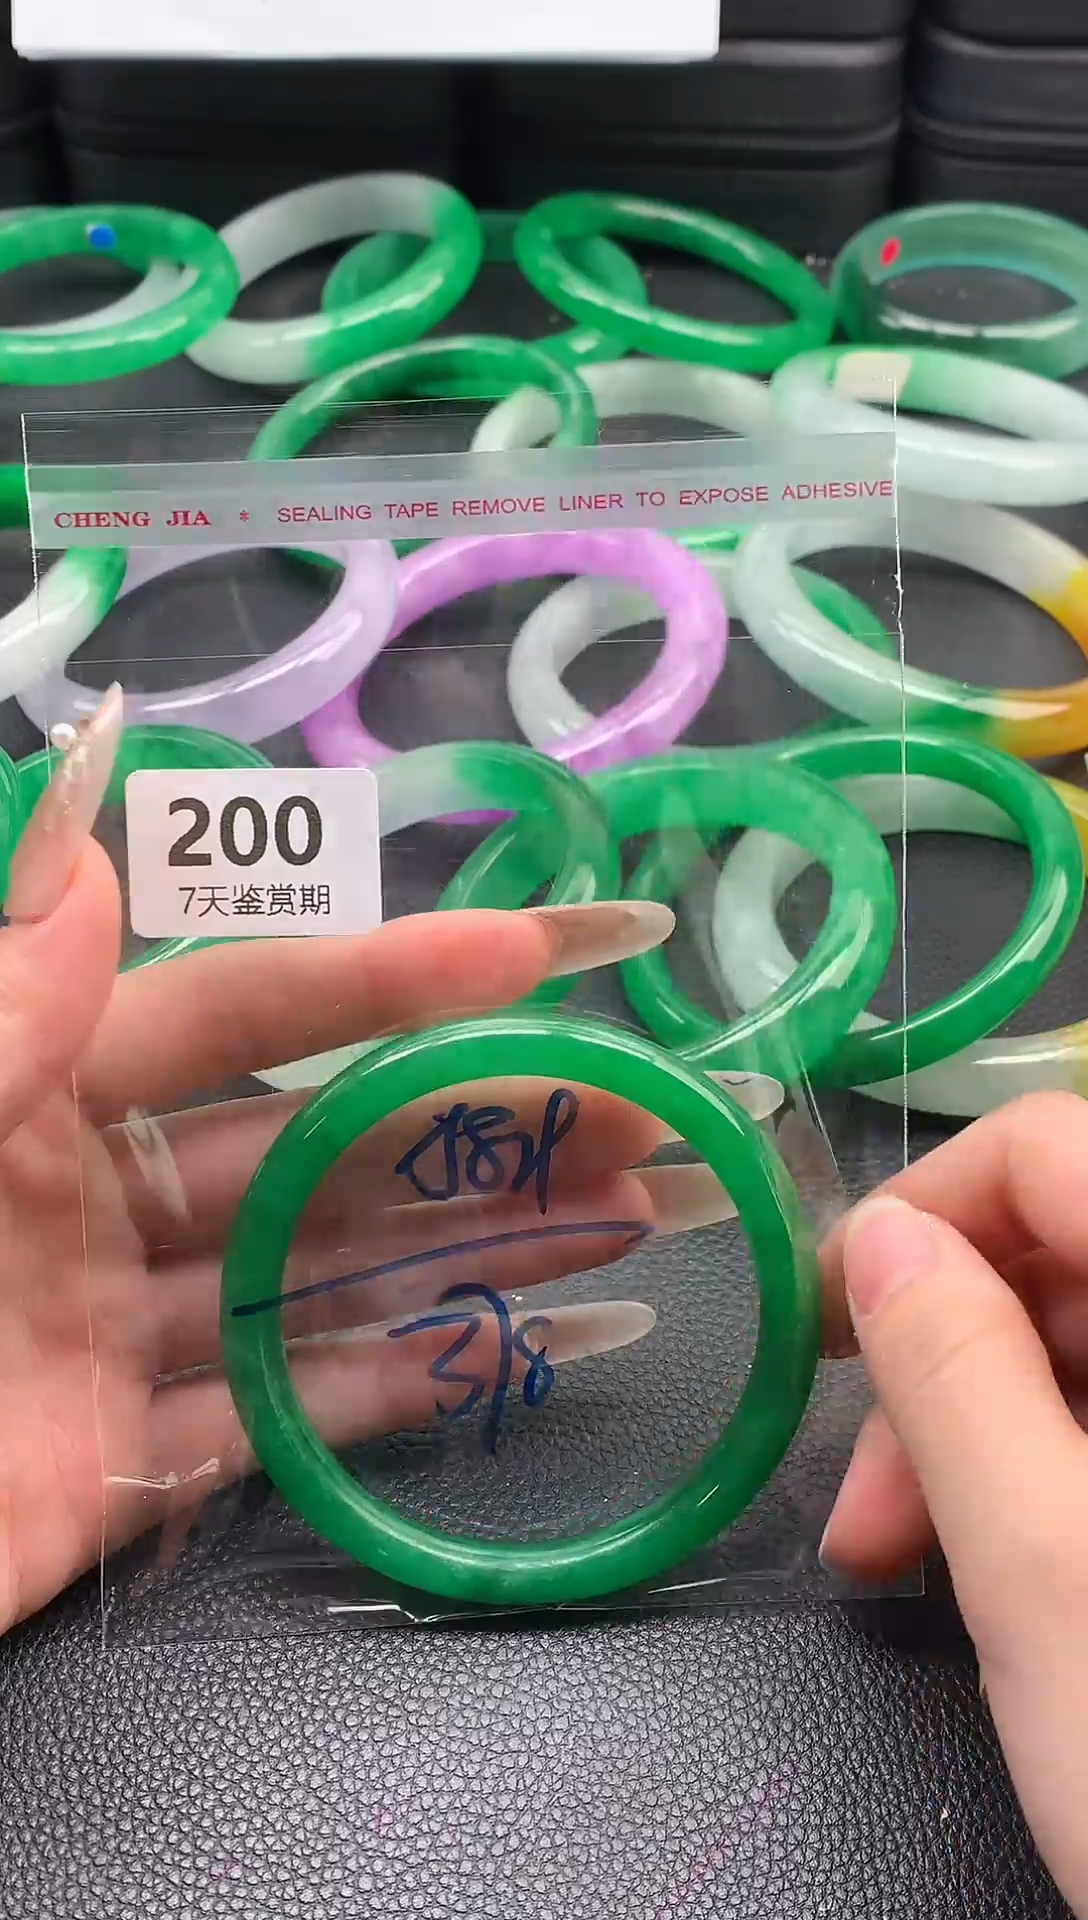 CHENG JIA * SEALING TAPE REMOVE LINER TO EXPOSE ADHESIVE
200
7天鉴赏期